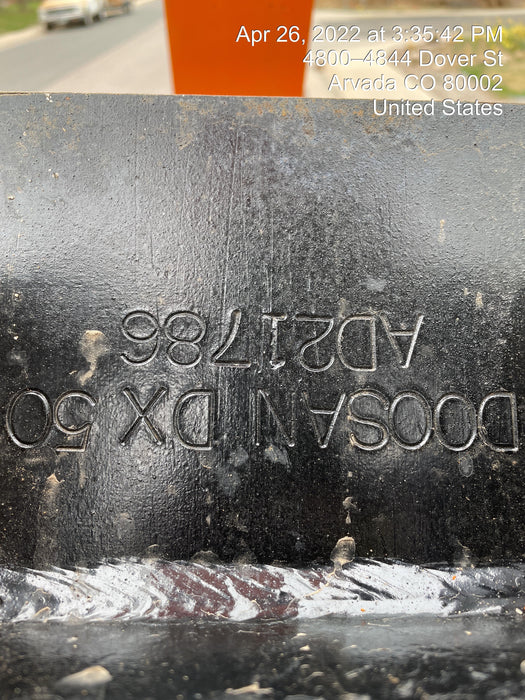 Apr 26, 2022 at 3:35:42 PM
4800–4844 Dover St
Arvada CO 80002
United States
DOOSAN DX 50
AD21786